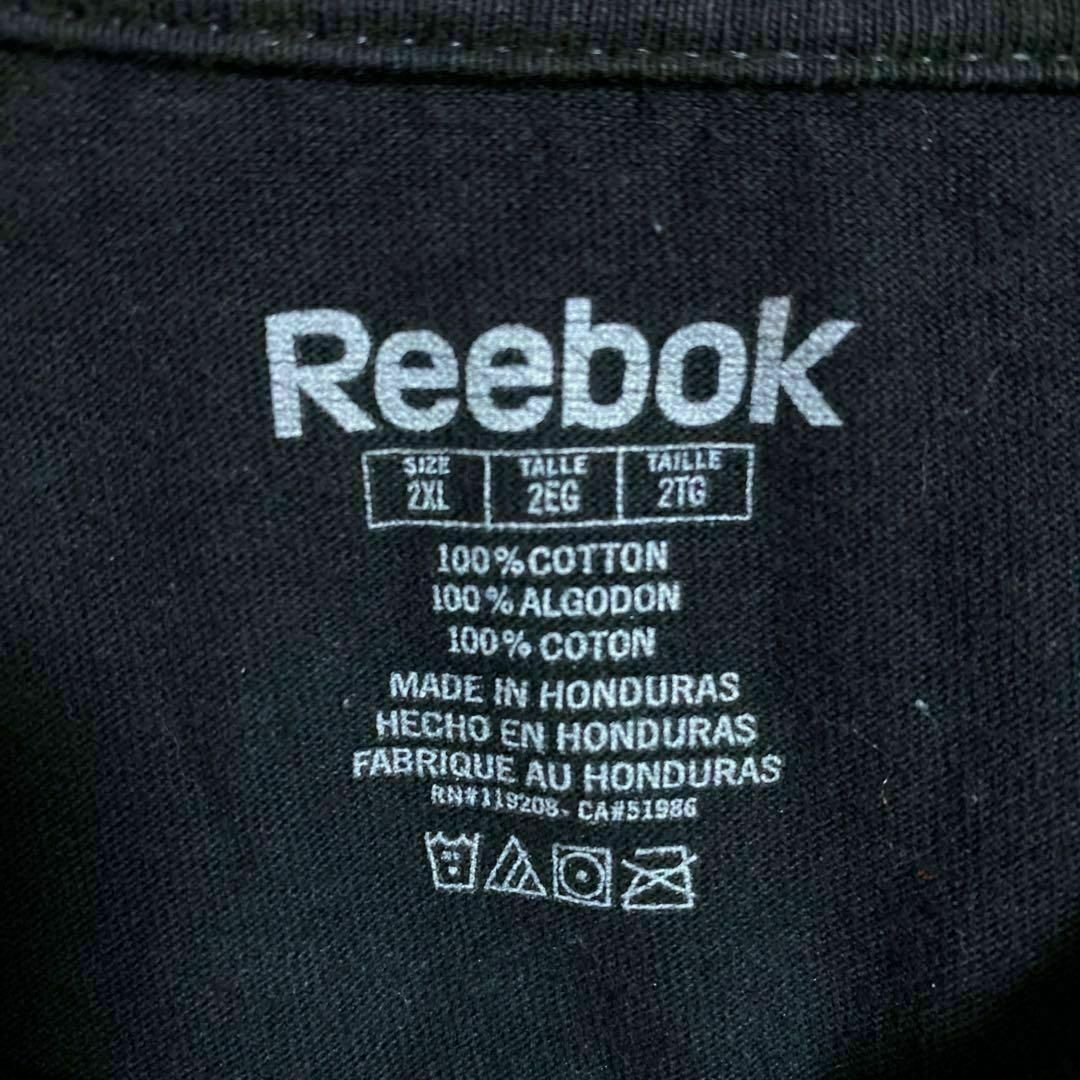 Reebok
SIZE TALLE TAILLE
2XL 2EG 2TG
100% COTTON
100% ALGODON
100% COTON
MADE IN HONDURAS
HECHO EN HONDURAS
FABRIQUE AU HONDURAS
RN#119208- CA#51986